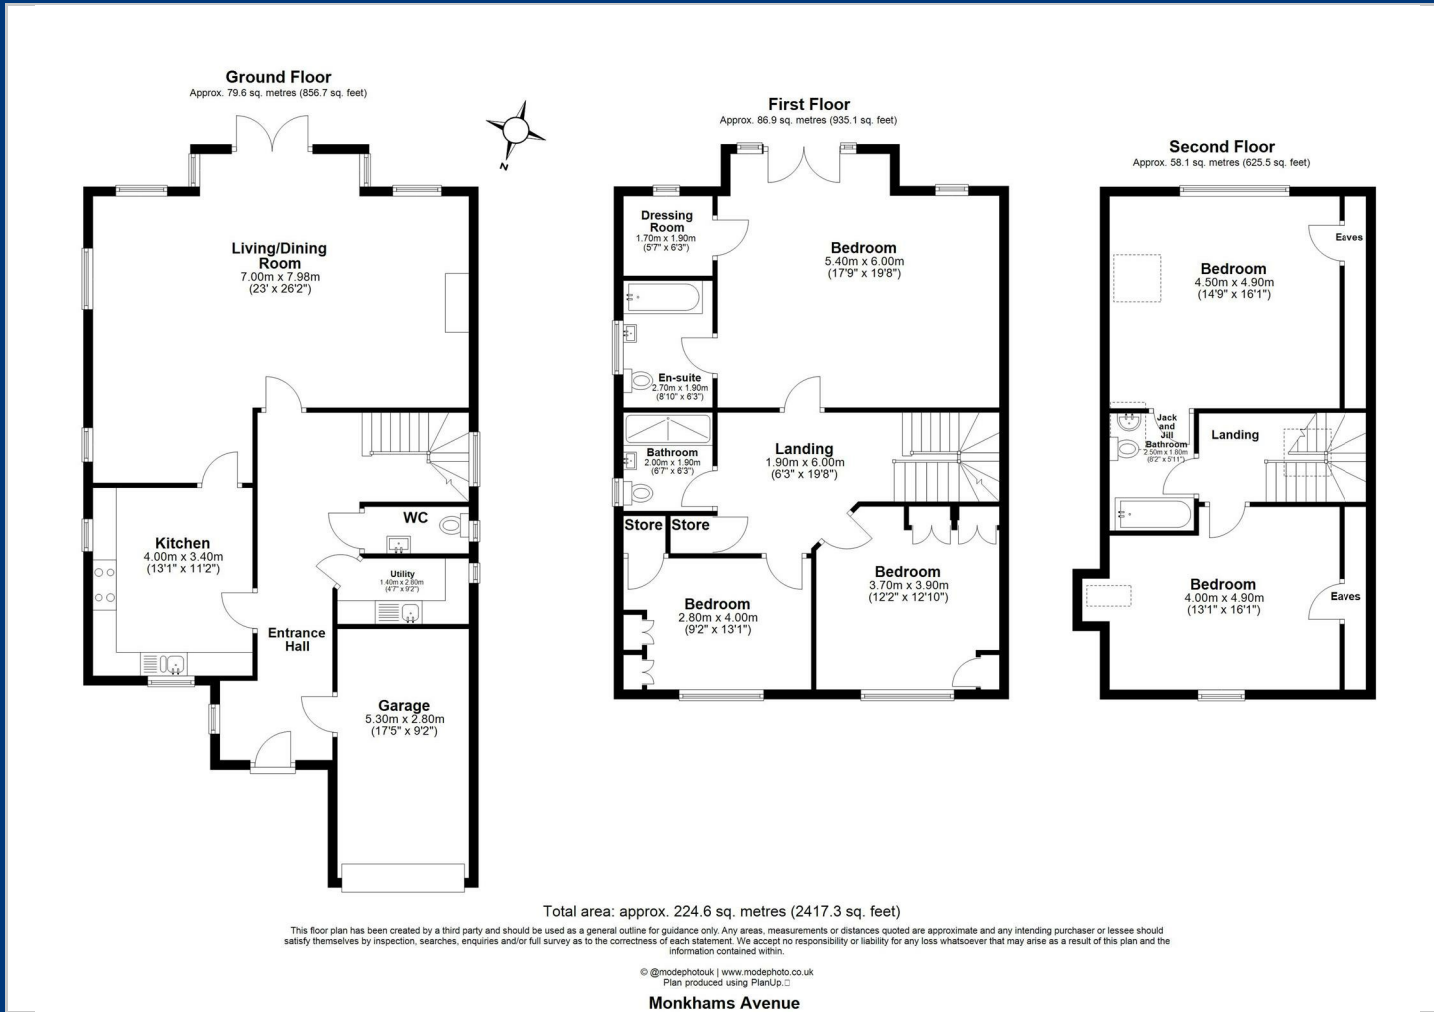 Ground Floor
Approx. 79.6 sq. metres (856.7 sq. feet)
N
Living/Dining
Room
7.00m x 7.98m
(23' x 26'2")
Kitchen
4.00m x 3.40m
(13'1" x 11'2")
WC
Utility
1.40m x 2.80m
(4'7" x 9'2")
Entrance
Hall
Garage
5.30m x 2.80m
(17'5" x 9'2")
First Floor
Approx. 86.9 sq. metres (935.1 sq. feet)
Dressing
Room
1.70m x 1.90m
(5'7" x 6'3")
Bedroom
5.40m x 6.00m
(17'9" x 19'8")
En-suite
2.70m x 1.90m
(8'10" x 6'3")
Bathroom
2.00m x 1.90m
(6'7" x 6'3")
Landing
1.90m x 6.00m
(6'3" x 19'8")
Store
Store
Bedroom
2.80m x 4.00m
(9'2" x 13'1")
Bedroom
3.70m x 3.90m
(12'2" x 12'10")
Second Floor
Approx. 58.1 sq. metres (625.5 sq. feet)
Eaves
Bedroom
4.50m x 4.90m
(14'9" x 16'1")
Jack
and
Jill
Bathroom
2.50m x 1.80m
(8'2" x 5'11")
Landing
Bedroom
4.00m x 4.90m
(13'1" x 16'1")
Eaves
Total area: approx. 224.6 sq. metres (2417.3 sq. feet)
This floor plan has been created by a third party and should be used as a general outline for guidance only. Any areas, measurements or distances quoted are approximate and any intending purchaser or lessee should
satisfy themselves by inspection, searches, enquiries and/or full survey as to the correctness of each statement. We accept no responsibility or liability for any loss whatsoever that may arise as a result of this plan and the
information contained within.
© @modephotouk | www.modephoto.co.uk
Plan produced using PlanUp.
Monkhams Avenue